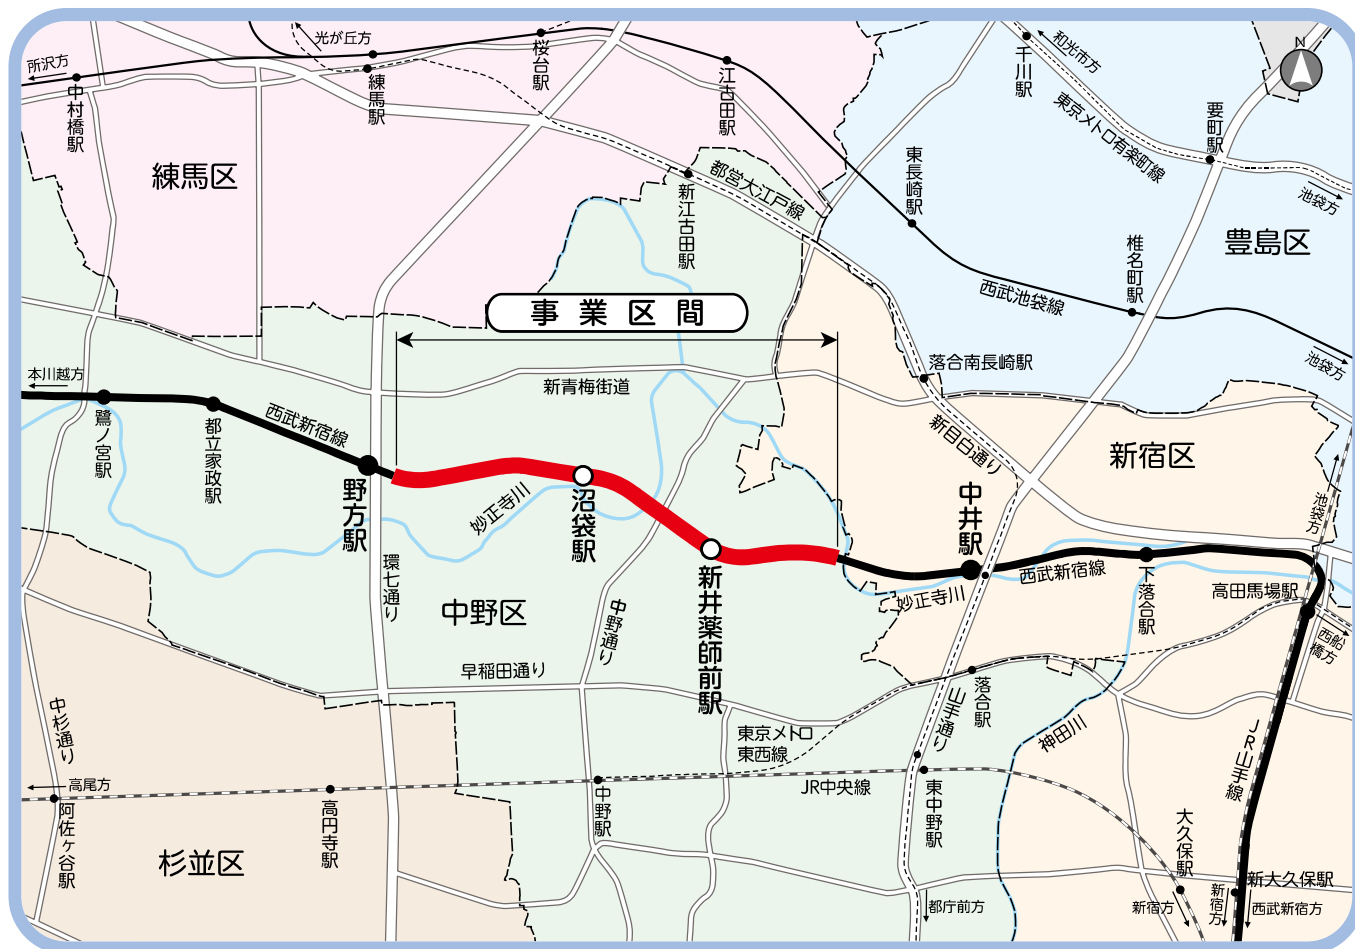 光が丘方
桜台駅
所沢方
中村橋駅
練馬駅
江古田駅
練馬区
千川駅
和光市方
東京メトロ有楽町線
要町駅
N
池袋方
東長崎駅
豊島区
都営大江戸線
新江古田駅
椎名町駅
西武池袋線
池袋方
事業区間
落合南長崎駅
新青梅街道
本川越方
鷺ノ宮駅
都立家政駅
西武新宿線
野方駅
沼袋駅
妙正寺川
新目白通り
新宿区
中井駅
池袋方
新井薬師前駅
環七通り
中野区
中野通り
妙正寺川
西武新宿線
下落合駅
高田馬場駅
西船橋方
早稲田通り
落合駅
山手通り
神田川
JR山手線
中杉通り
東京メトロ
東西線
高尾方
阿佐ヶ谷駅
高円寺駅
中野駅
JR中央線
東中野駅
杉並区
大久保駅
新大久保駅
都庁前方
新宿方
新宿方
西武新宿方